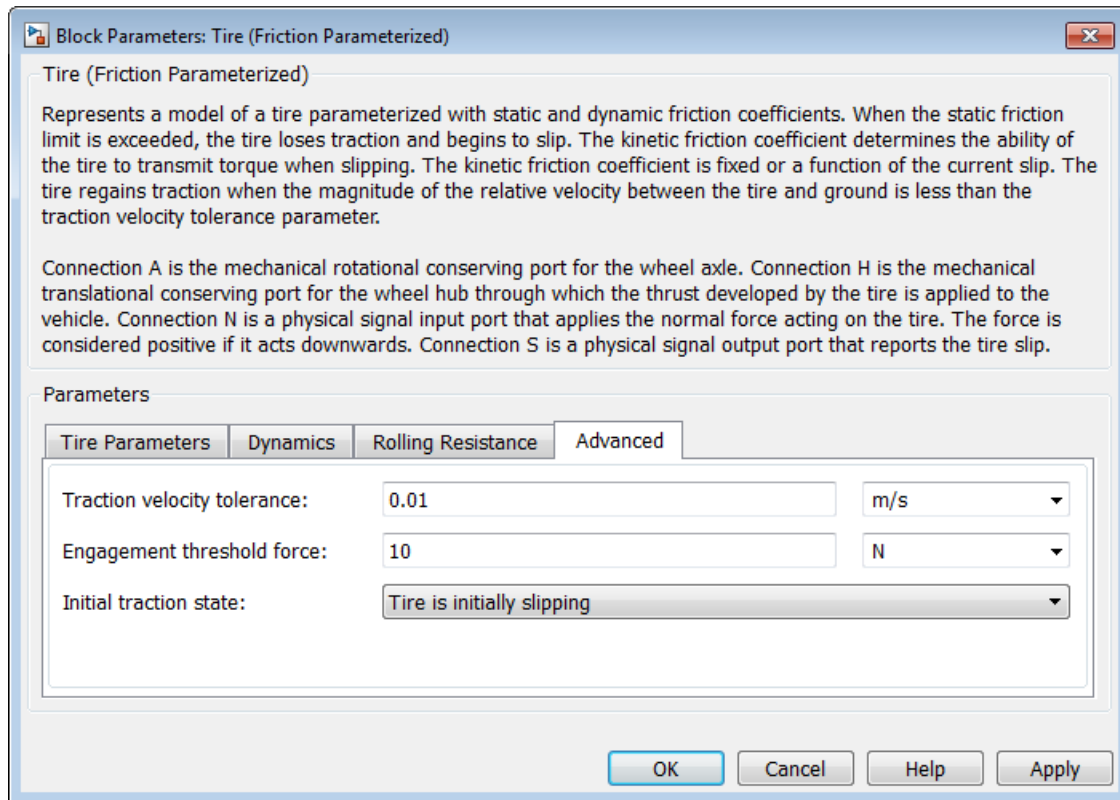 Block Parameters: Tire (Friction Parameterized)
Tire (Friction Parameterized)
Represents a model of a tire parameterized with static and dynamic friction coefficients. When the static friction
limit is exceeded, the tire loses traction and begins to slip. The kinetic friction coefficient determines the ability of
the tire to transmit torque when slipping. The kinetic friction coefficient is fixed or a function of the current slip. The
tire regains traction when the magnitude of the relative velocity between the tire and ground is less than the
traction velocity tolerance parameter.
Connection A is the mechanical rotational conserving port for the wheel axle. Connection H is the mechanical
translational conserving port for the wheel hub through which the thrust developed by the tire is applied to the
vehicle. Connection N is a physical signal input port that applies the normal force acting on the tire. The force is
considered positive if it acts downwards. Connection S is a physical signal output port that reports the tire slip.
Parameters
Tire Parameters Dynamics Rolling Resistance Advanced
Traction velocity tolerance: 0.01 m/s
Engagement threshold force: 10 N
Initial traction state: Tire is initially slipping
OK Cancel Help Apply